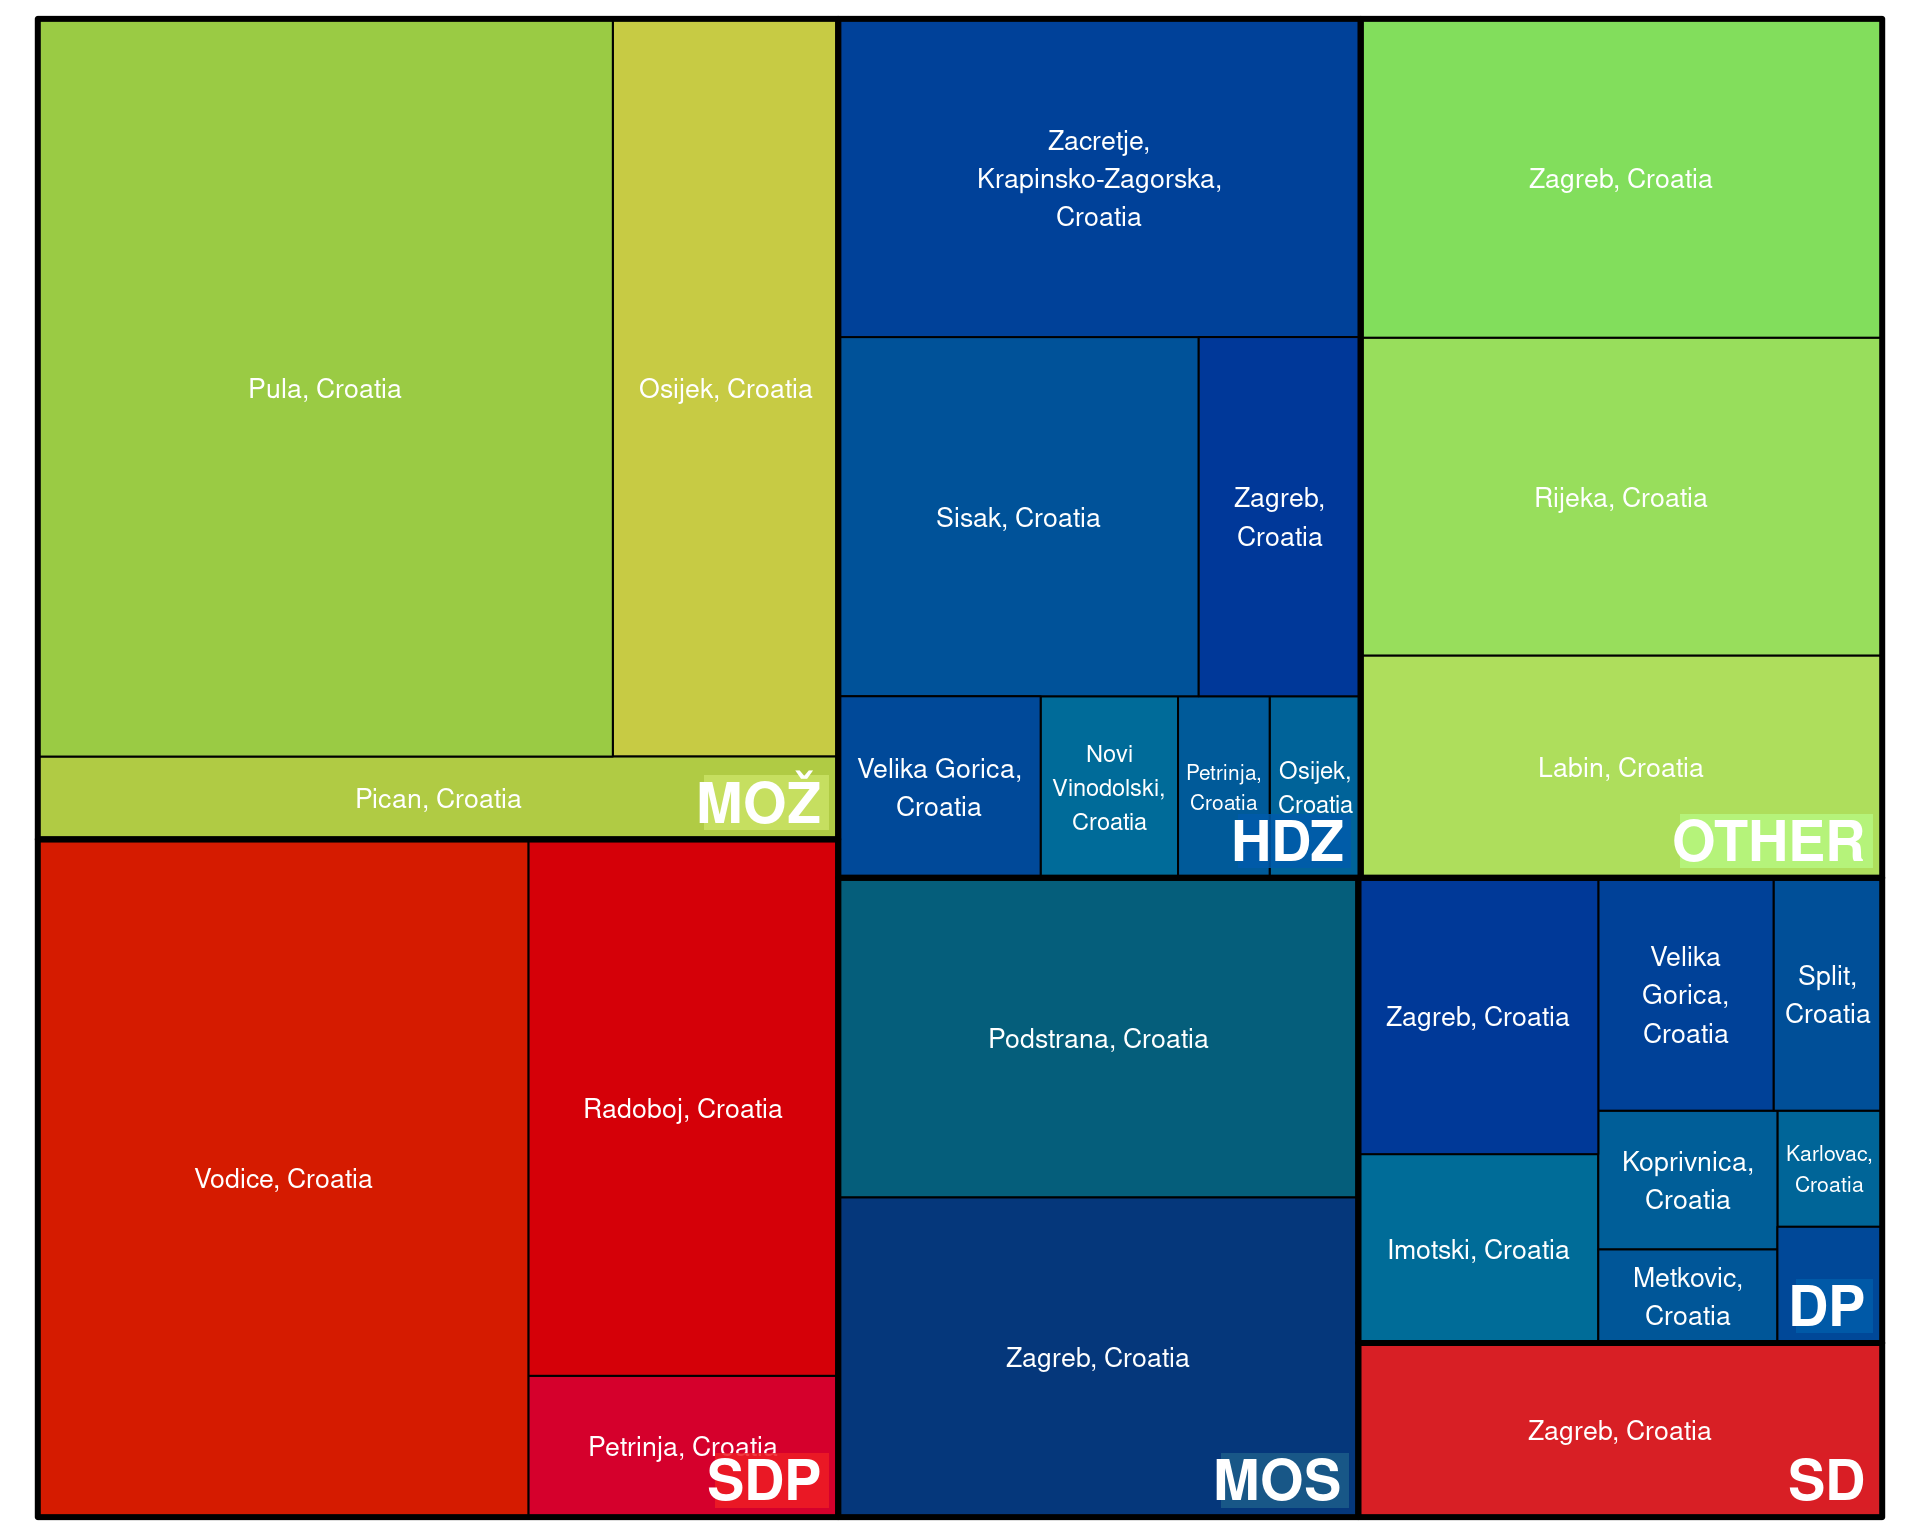 Pula, Croatia
Osijek, Croatia
Pican, Croatia
MOŽ
Zacretje,
Krapinsko-Zagorska,
Croatia
Sisak, Croatia
Zagreb,
Croatia
Velika Gorica,
Croatia
Novi
Vinodolski,
Croatia
Petrinja,
Croatia
Osijek,
Croatia
HDZ
Zagreb, Croatia
Rijeka, Croatia
Labin, Croatia
OTHER
Vodice, Croatia
Radoboj, Croatia
Petrinja, Croatia
SDP
Podstrana, Croatia
Zagreb, Croatia
MOS
Zagreb, Croatia
Velika
Gorica,
Croatia
Split,
Croatia
Imotski, Croatia
Koprivnica,
Croatia
Karlovac,
Croatia
Metkovic,
Croatia
DP
Zagreb, Croatia
SD